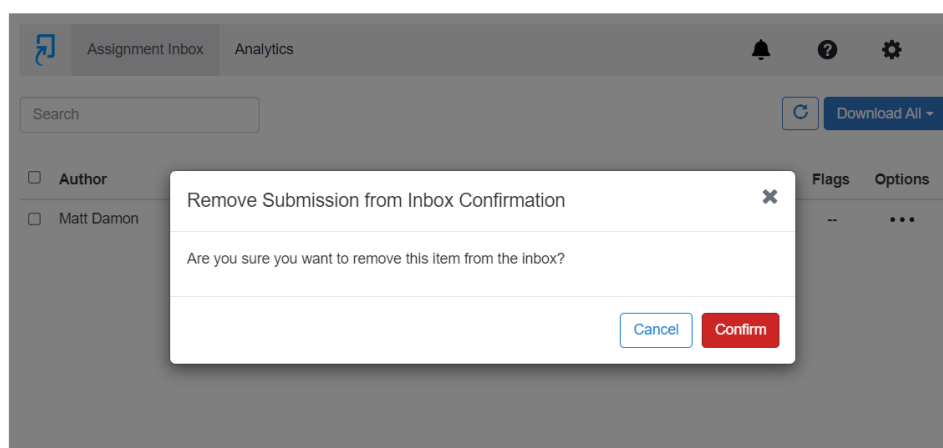 Assignment Inbox Analytics
Search
Download All
Author Flags Options
Matt Damon --
Remove Submission from Inbox Confirmation
Are you sure you want to remove this item from the inbox?
Cancel Confirm